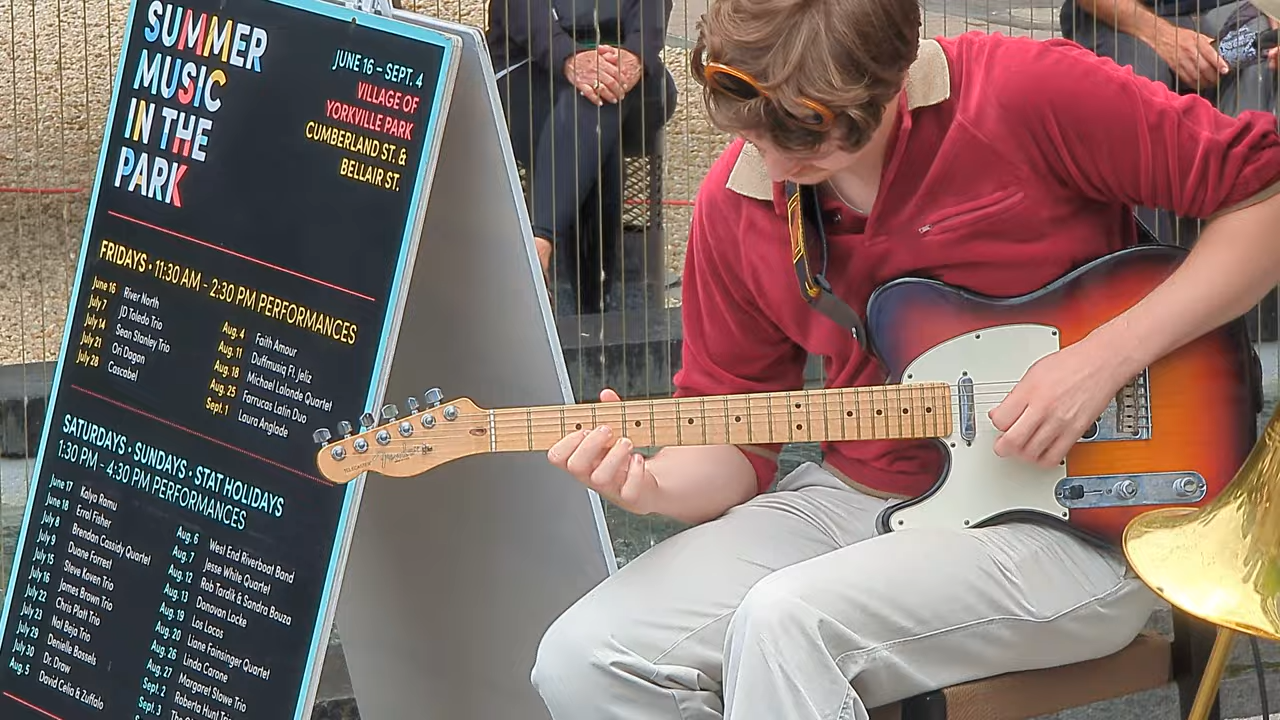 SUMMER
MUSIC
IN THE
PARK
JUNE 16 – SEPT. 4
VILLAGE OF
YORKVILLE PARK
CUMBERLAND ST. &
BELLAIR ST.
FRIDAYS • 11:30 AM - 2:30 PM PERFORMANCES
June 16 River North
July 7 JD Toledo Trio
July 14 Sean Stanley Trio
July 21 Ori Dagan
July 28 Cascabel
Aug. 4 Faith Amour
Aug. 11 Duffmusiq Ft. Jeliz
Aug. 18 Michael Lalonde Quartet
Aug. 25 Farrucas Latin Duo
Sept. 1 Laura Anglade
SATURDAYS • SUNDAYS • STAT HOLIDAYS
1:30 PM - 4:30 PM PERFORMANCES
June 17 Kalya Ramu
June 18 Errol Fisher
July 8 Brendan Cassidy Quartet
July 9 Duane Forrest
July 15 Steve Koven Trio
July 16 James Brown Trio
July 22 Chris Platt Trio
July 23 Nal Beja Trio
July 29 Denielle Bassels
July 30 Dr. Draw
Aug. 5 David Celia & Zuffalo
Aug. 6 West End Riverboat Band
Aug. 7 Jesse White Quartet
Aug. 12 Rob Tardik & Sandra Bouza
Aug. 13 Donovan Locke
Aug. 19 Los Locos
Aug. 20 Liane Fainsinger Quartet
Aug. 26 Linda Carone
Aug. 27 Margaret Stowe Trio
Sept. 2 Roberta Hunt Trio
Sept. 3
TELECASTER